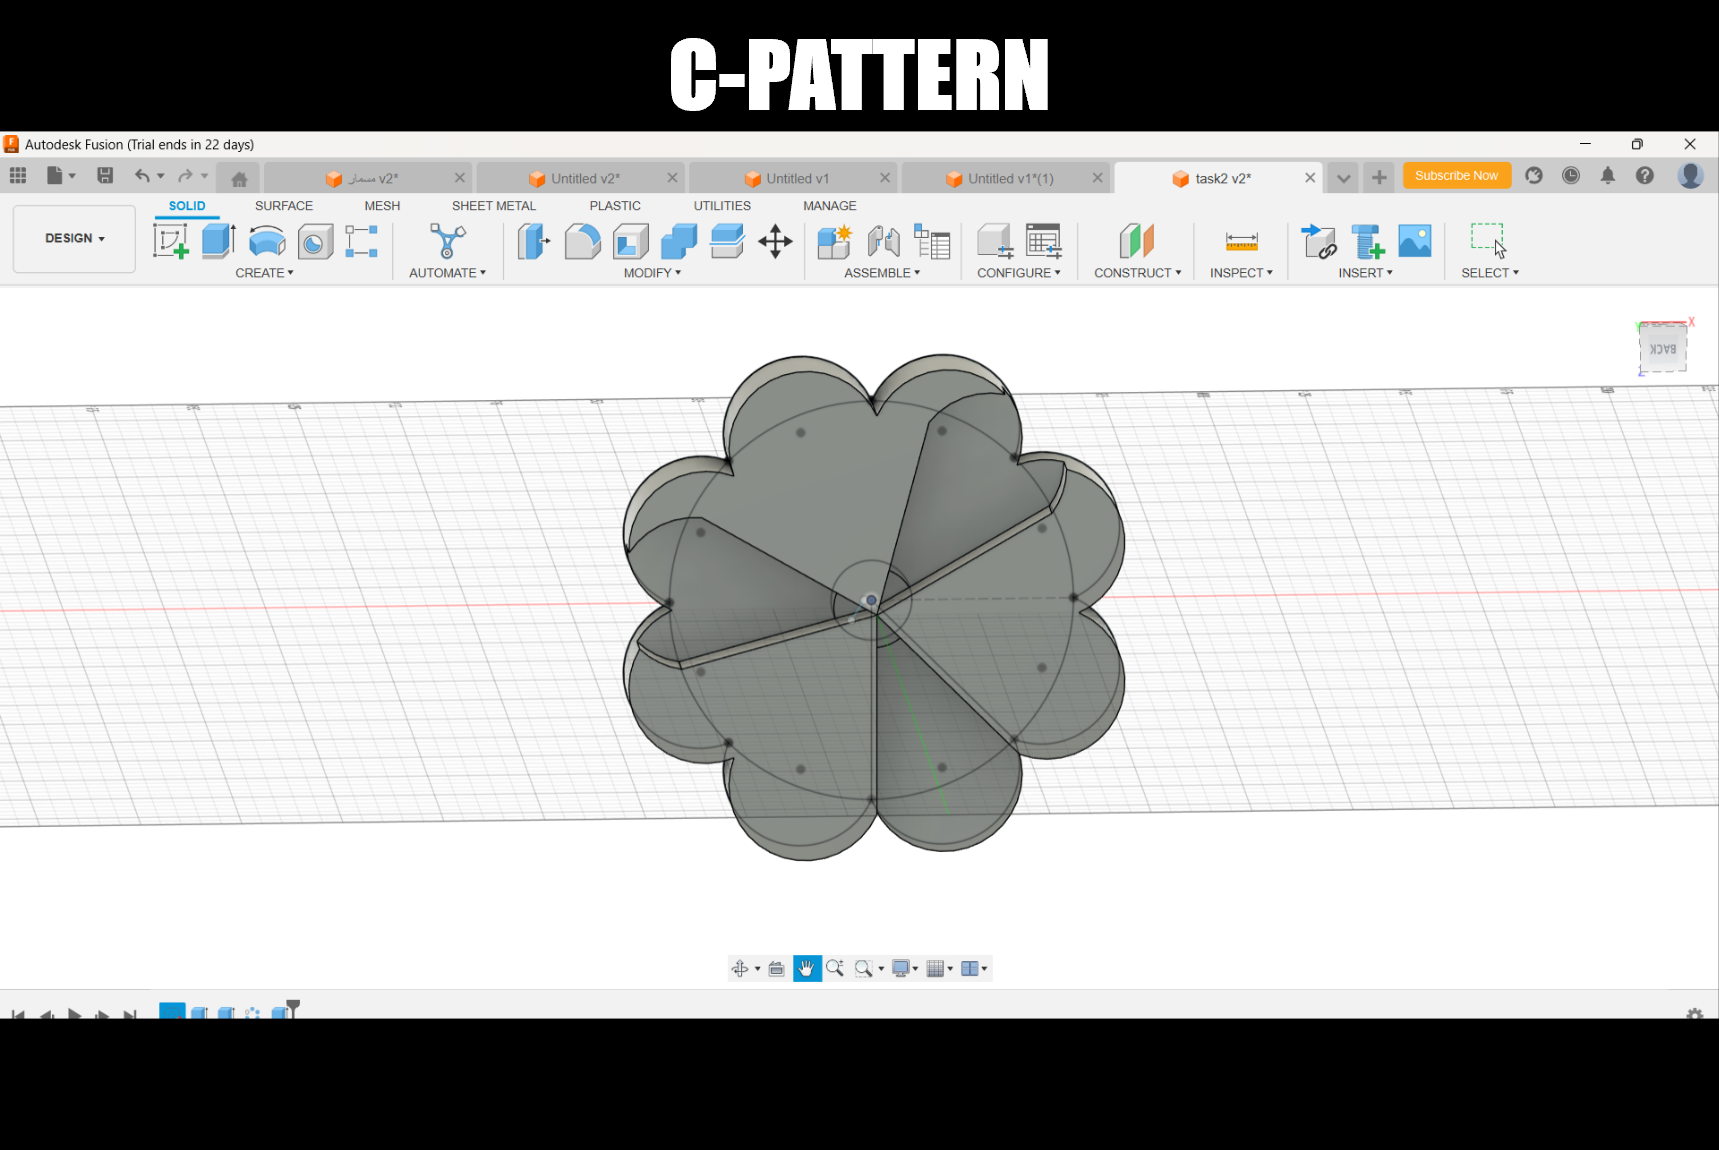 C-PATTERN
Autodesk Fusion (Trial ends in 22 days)
سمار v2*
Untitled v2*
Untitled v1
Untitled v1*(1)
task2 v2*
Subscribe Now
SOLID SURFACE MESH SHEET METAL PLASTIC UTILITIES MANAGE
DESIGN
CREATE AUTOMATE MODIFY ASSEMBLE CONFIGURE CONSTRUCT INSPECT INSERT SELECT
X
Y
BACK
Z